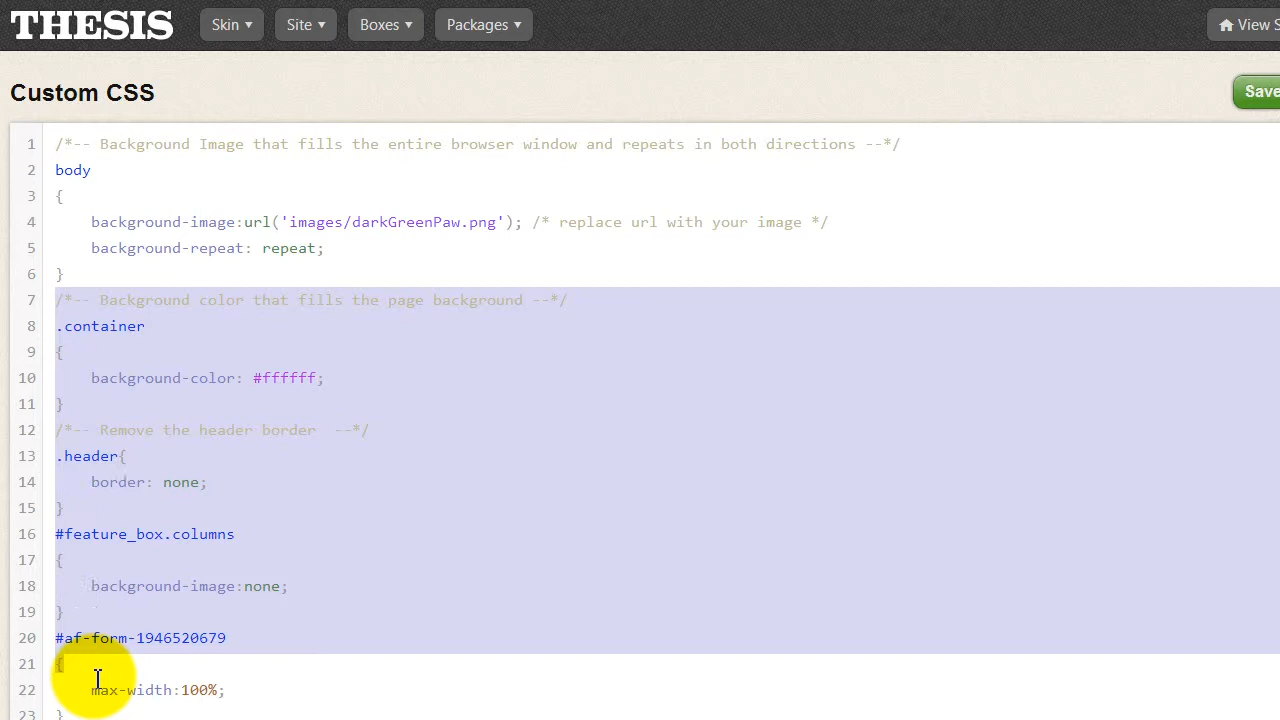 THESIS Skin ▾ Site ▾ Boxes ▾ Packages ▾ View S
Custom CSS
Save
1 /*-- Background Image that fills the entire browser window and repeats in both directions --*/
2 body
3 {
4 background-image:url('images/darkGreenPaw.png'); /* replace url with your image */
5 background-repeat: repeat;
6 }
7 /*-- Background color that fills the page background --*/
8 .container
9 {
10 background-color: #ffffff;
11 }
12 /*-- Remove the header border  --*/
13 .header{
14 border: none;
15 }
16 #feature_box.columns
17 {
18 background-image:none;
19 }
20 #af-form-1946520679
21 {
22 max-width:100%;
23 }